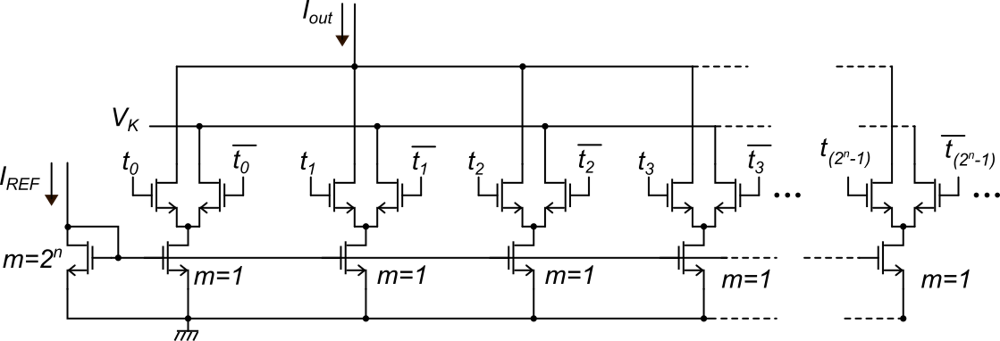 I_out
V_K
t_0 t̅_0 t_1 t̅_1 t_2 t̅_2 t_3 t̅_3 t_(2^n-1) t̅_(2^n-1)
I_REF
m=2^n m=1 m=1 m=1 m=1 m=1